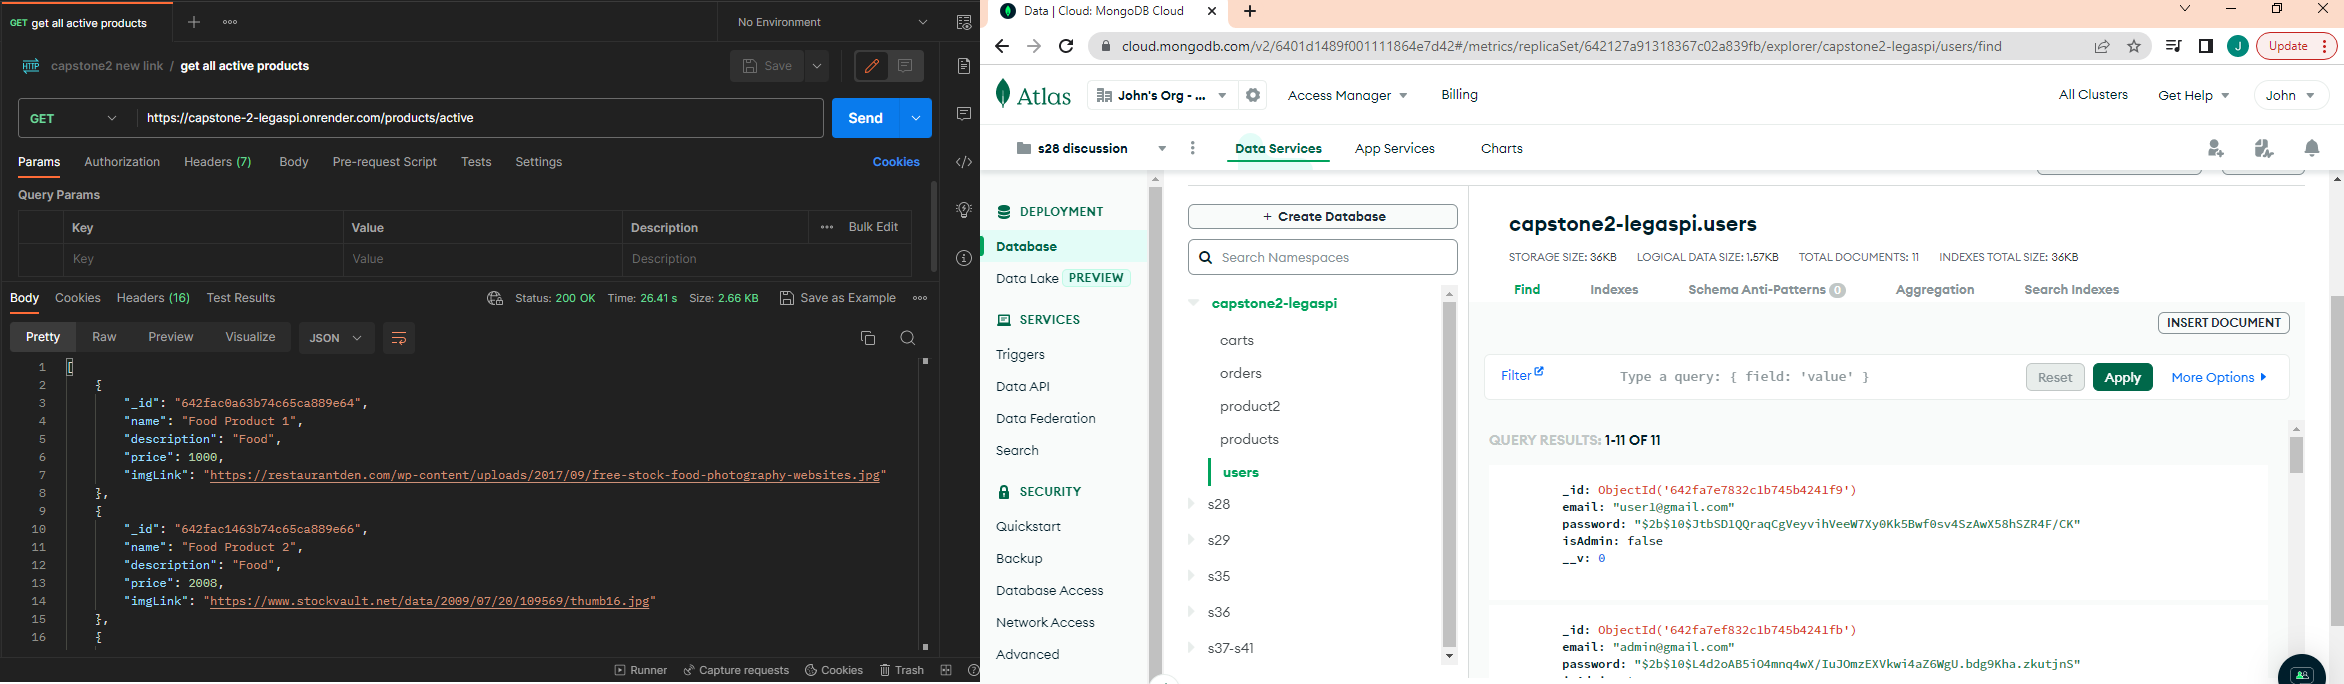 GET get all active products
No Environment
HTTP capstone2 new link / get all active products
Save
GET https://capstone-2-legaspi.onrender.com/products/active
Send
Params Authorization Headers (7) Body Pre-request Script Tests Settings Cookies
Query Params
Key Value Description Bulk Edit
Key Value Description
Body Cookies Headers (16) Test Results Status: 200 OK Time: 26.41 s Size: 2.66 KB Save as Example
Pretty Raw Preview Visualize JSON
1 [
2 {
3 "_id": "642fac0a63b74c65ca889e64",
4 "name": "Food Product 1",
5 "description": "Food",
6 "price": 1000,
7 "imgLink": "https://restaurantden.com/wp-content/uploads/2017/09/free-stock-food-photography-websites.jpg"
8 },
9 {
10 "_id": "642fac1463b74c65ca889e66",
11 "name": "Food Product 2",
12 "description": "Food",
13 "price": 2008,
14 "imgLink": "https://www.stockvault.net/data/2009/07/20/109569/thumb16.jpg"
15 },
16 {
Runner Capture requests Cookies Trash
Data | Cloud: MongoDB Cloud
cloud.mongodb.com/v2/6401d1489f001111864e7d42#/metrics/replicaSet/642127a91318367c02a839fb/explorer/capstone2-legaspi/users/find
J Update
Atlas John's Org - ... Access Manager Billing All Clusters Get Help John
s28 discussion Data Services App Services Charts
DEPLOYMENT
Database
Data Lake PREVIEW
SERVICES
Triggers
Data API
Data Federation
Search
SECURITY
Quickstart
Backup
Database Access
Network Access
Advanced
+ Create Database
Search Namespaces
capstone2-legaspi
carts
orders
product2
products
users
s28
s29
s35
s36
s37-s41
capstone2-legaspi.users
STORAGE SIZE: 36KB LOGICAL DATA SIZE: 1.57KB TOTAL DOCUMENTS: 11 INDEXES TOTAL SIZE: 36KB
Find Indexes Schema Anti-Patterns 0 Aggregation Search Indexes
INSERT DOCUMENT
Filter Type a query: { field: 'value' } Reset Apply More Options
QUERY RESULTS: 1-11 OF 11
_id: ObjectId('642fa7e7832c1b745b4241f9')
email: "user1@gmail.com"
password: "$2b$10$JtbSD1QQraqCgVeyvihVeeW7Xy0Kk5Bwf0sv4SzAwX58hSZR4F/CK"
isAdmin: false
__v: 0
_id: ObjectId('642fa7ef832c1b745b4241fb')
email: "admin@gmail.com"
password: "$2b$10$L4d2oAB5iO4mnq4wX/IuJOmzEXVkwi4aZ6WgU.bdg9Kha.zkutjnS"